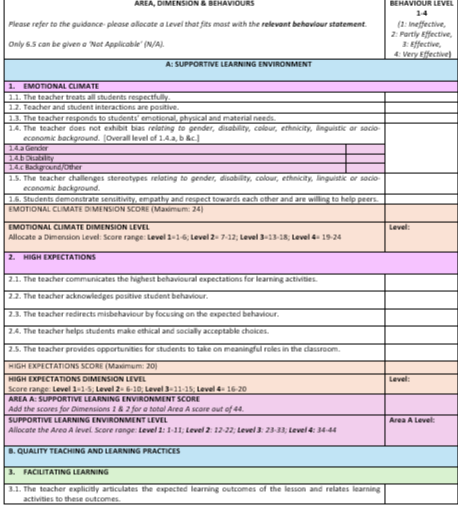 AREA, DIMENSION & BEHAVIOURS
BEHAVIOUR LEVEL
1-4
Please refer to the guidance- please allocate a Level that fits most with the relevant behaviour statement.
(1: Ineffective,
2: Partly Effective,
Only 6.5 can be given a 'Not Applicable' (N/A).
3: Effective,
4: Very Effective)
A: SUPPORTIVE LEARNING ENVIRONMENT
1. EMOTIONAL CLIMATE
1.1. The teacher treats all students respectfully.
1.2. Teacher and student interactions are positive.
1.3. The teacher responds to students' emotional, physical and material needs.
1.4. The teacher does not exhibit bias relating to gender, disability, colour, ethnicity, linguistic or socio-
economic background. [Overall level of 1.4.a, b &c.]
1.4.a Gender
1.4.b Disability
1.4.c Background/Other
1.5. The teacher challenges stereotypes relating to gender, disability, colour, ethnicity, linguistic or socio-
economic background.
1.6. Students demonstrate sensitivity, empathy and respect towards each other and are willing to help peers.
EMOTIONAL CLIMATE DIMENSION SCORE (Maximum: 24)
EMOTIONAL CLIMATE DIMENSION LEVEL
Level:
Allocate a Dimension Level: Score range: Level 1=1-6; Level 2= 7-12; Level 3=13-18; Level 4= 19-24
2. HIGH EXPECTATIONS
2.1. The teacher communicates the highest behavioural expectations for learning activities.
2.2. The teacher acknowledges positive student behaviour.
2.3. The teacher redirects misbehaviour by focusing on the expected behaviour.
2.4. The teacher helps students make ethical and socially acceptable choices.
2.5. The teacher provides opportunities for students to take on meaningful roles in the classroom.
HIGH EXPECTATIONS SCORE (Maximum: 20)
HIGH EXPECTATIONS DIMENSION LEVEL
Level:
Score range: Level 1=1-5; Level 2= 6-10; Level 3=11-15; Level 4= 16-20
AREA A: SUPPORTIVE LEARNING ENVIRONMENT SCORE
Add the scores for Dimensions 1 & 2 for a total Area A score out of 44.
SUPPORTIVE LEARNING ENVIRONMENT LEVEL
Area A Level:
Allocate the Area A level. Score range: Level 1: 1-11; Level 2: 12-22; Level 3: 23-33; Level 4: 34-44
B. QUALITY TEACHING AND LEARNING PRACTICES
3. FACILITATING LEARNING
3.1. The teacher explicitly articulates the expected learning outcomes of the lesson and relates learning
activities to these outcomes.